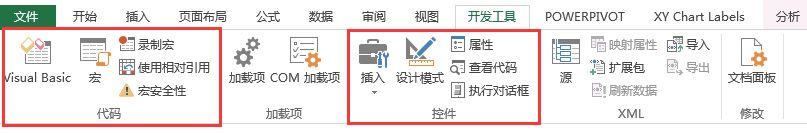 文件 开始 插入 页面布局 公式 数据 审阅 视图 开发工具 POWERPIVOT XY Chart Labels 分析
Visual Basic 宏 录制宏 使用相对引用 宏安全性
代码
加载项 COM 加载项
加载项
插入 设计模式 属性 查看代码 执行对话框
控件
源 映射属性 扩展包 刷新数据 导入 导出
XML
文档面板
修改